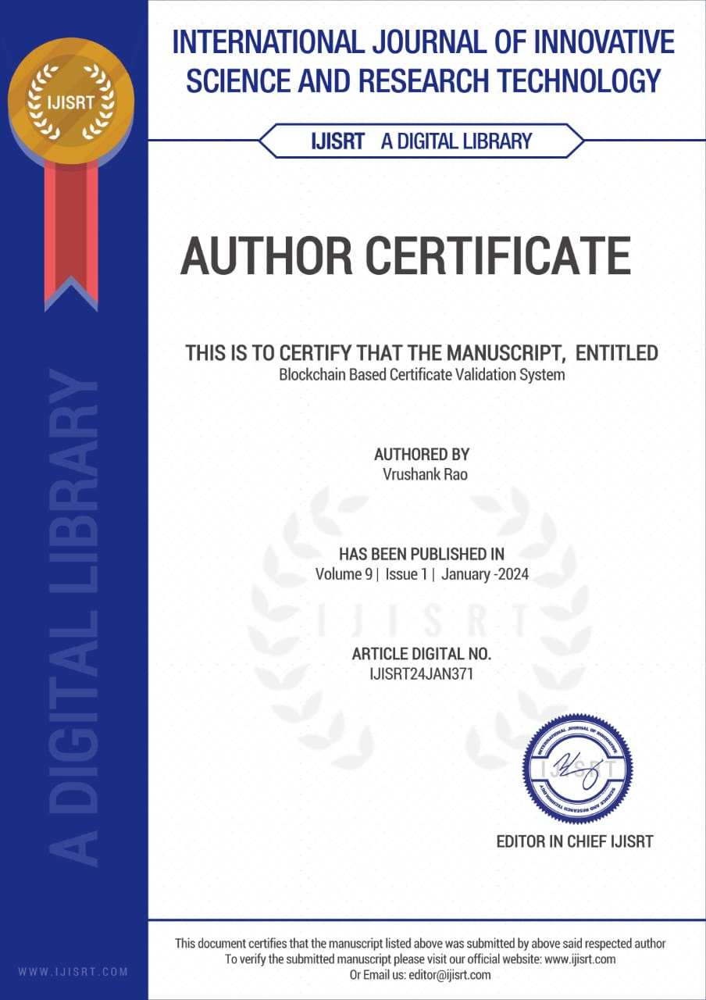 IJISRT
INTERNATIONAL JOURNAL OF INNOVATIVE
SCIENCE AND RESEARCH TECHNOLOGY
IJISRT A DIGITAL LIBRARY
AUTHOR CERTIFICATE
THIS IS TO CERTIFY THAT THE MANUSCRIPT, ENTITLED
Blockchain Based Certificate Validation System
AUTHORED BY
Vrushank Rao
HAS BEEN PUBLISHED IN
Volume 9 | Issue 1 | January -2024
IJISRT
ARTICLE DIGITAL NO.
IJISRT24JAN371
INTERNATIONAL JOURNAL OF INNOVATIVE
IJISRT
SCIENCE AND RESEARCH TECHNOLOGY
EDITOR IN CHIEF IJISRT
A DIGITAL LIBRARY
WWW.IJISRT.COM
This document certifies that the manuscript listed above was submitted by above said respected author
To verify the submitted manuscript please visit our official website: www.ijisrt.com
Or Email us: editor@ijisrt.com